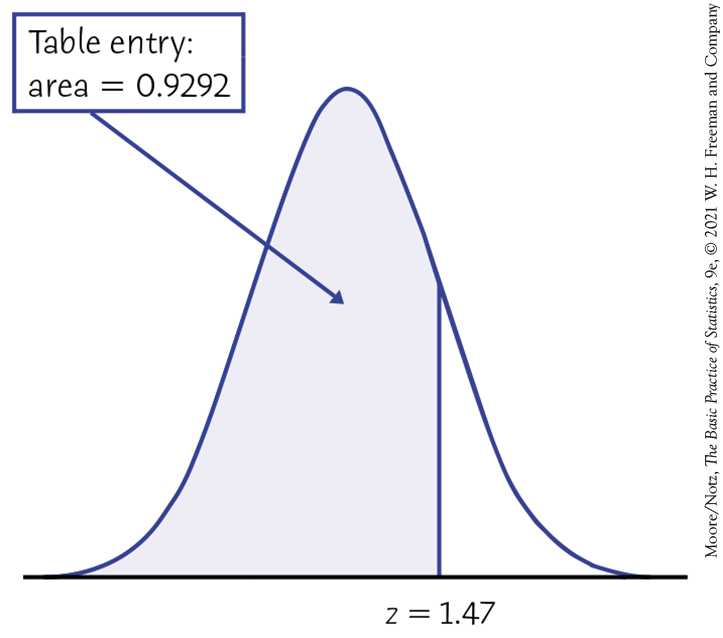 Table entry:
area = 0.9292
z = 1.47
Moore/Notz, The Basic Practice of Statistics, 9e, © 2021 W. H. Freeman and Company